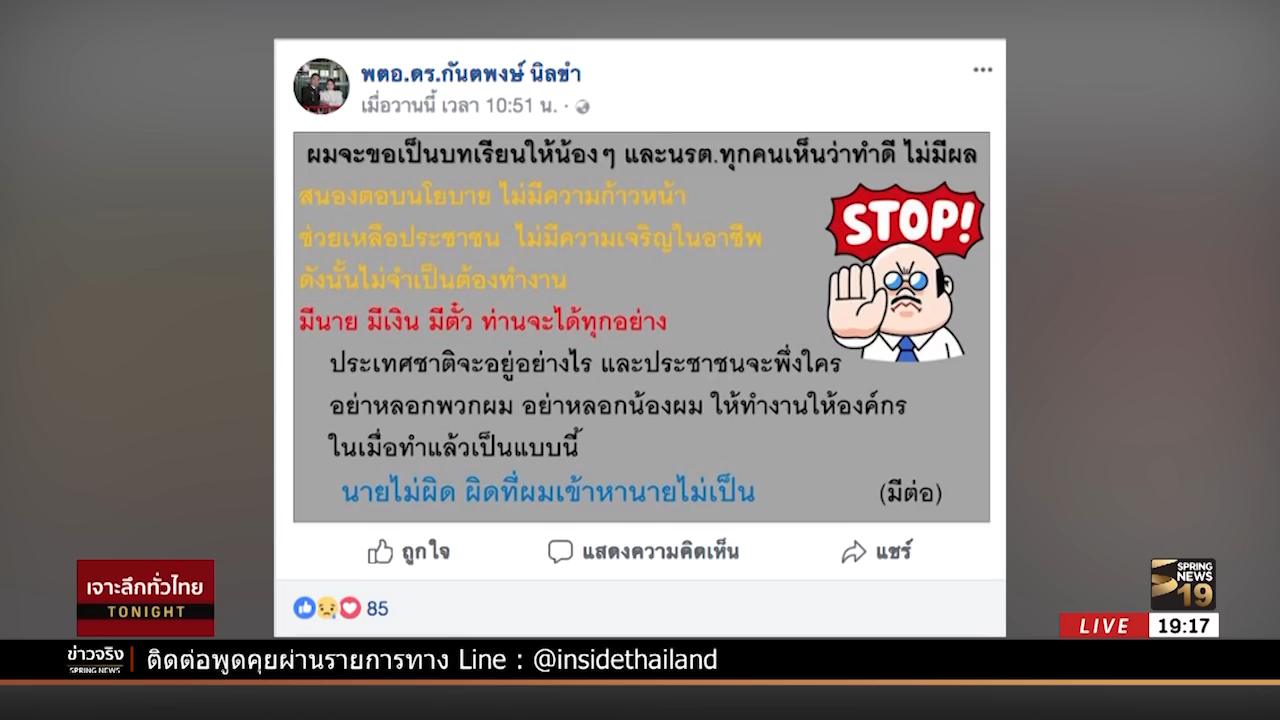 พตอ.ดร.กันตพงษ์ นิลขำ
เมื่อวานนี้ เวลา 10:51 น. ·
ผมจะขอเป็นบทเรียนให้น้องๆ และนรต.ทุกคนเห็นว่าทำดี ไม่มีผล
สนองตอบนโยบาย ไม่มีความก้าวหน้า
ช่วยเหลือประชาชน ไม่มีความเจริญในอาชีพ
ดังนั้นไม่จำเป็นต้องทำงาน
มีนาย มีเงิน มีตั๋ว ท่านจะได้ทุกอย่าง
STOP!
ประเทศชาติจะอยู่อย่างไร และประชาชนจะพึ่งใคร
อย่าหลอกพวกผม อย่าหลอกน้องผม ให้ทำงานให้องค์กร
ในเมื่อทำแล้วเป็นแบบนี้
นายไม่ผิด ผิดที่ผมเข้าหานายไม่เป็น (มีต่อ)
ถูกใจ แสดงความคิดเห็น แชร์
85
เจาะลึกทั่วไทย
TONIGHT
SPRING
NEWS
19
LIVE 19:17
ข่าวจริง
SPRING NEWS
ติดต่อพูดคุยผ่านรายการทาง Line : @insidethailand